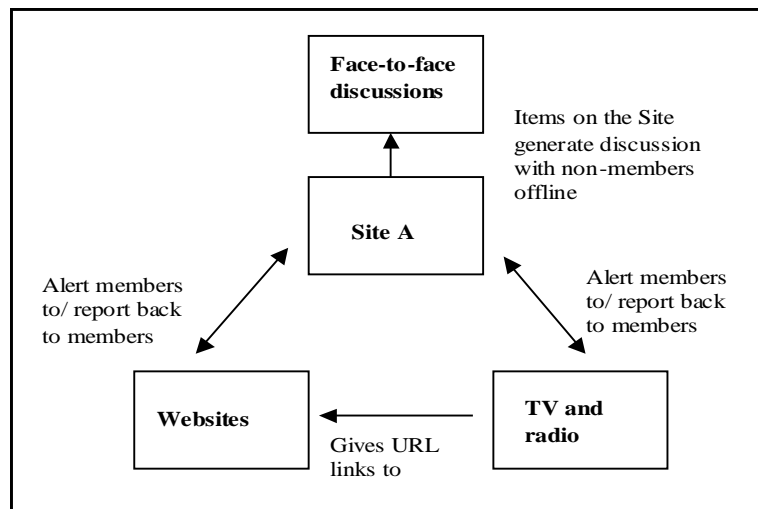 Face-to-face
discussions
Items on the Site
generate discussion
with non-members
offline
Site A
Alert members
to/ report back
to members
Alert members
to/ report back
to members
Websites
TV and
radio
Gives URL
links to